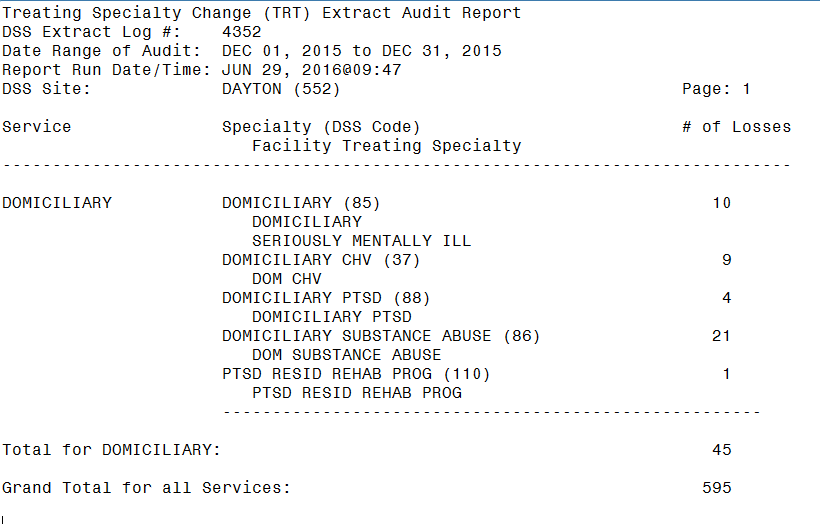 Treating Specialty Change (TRT) Extract Audit Report
DSS Extract Log #: 4352
Date Range of Audit: DEC 01, 2015 to DEC 31, 2015
Report Run Date/Time: JUN 29, 2016@09:47
DSS Site: DAYTON (552) Page: 1
Service Specialty (DSS Code) # of Losses
Facility Treating Specialty
-------------------------------------------------------------------------------
DOMICILIARY DOMICILIARY (85) 10
DOMICILIARY
SERIOUSLY MENTALLY ILL
DOMICILIARY CHV (37) 9
DOM CHV
DOMICILIARY PTSD (88) 4
DOMICILIARY PTSD
DOMICILIARY SUBSTANCE ABUSE (86) 21
DOM SUBSTANCE ABUSE
PTSD RESID REHAB PROG (110) 1
PTSD RESID REHAB PROG
------------------------------------------------------
Total for DOMICILIARY: 45
Grand Total for all Services: 595